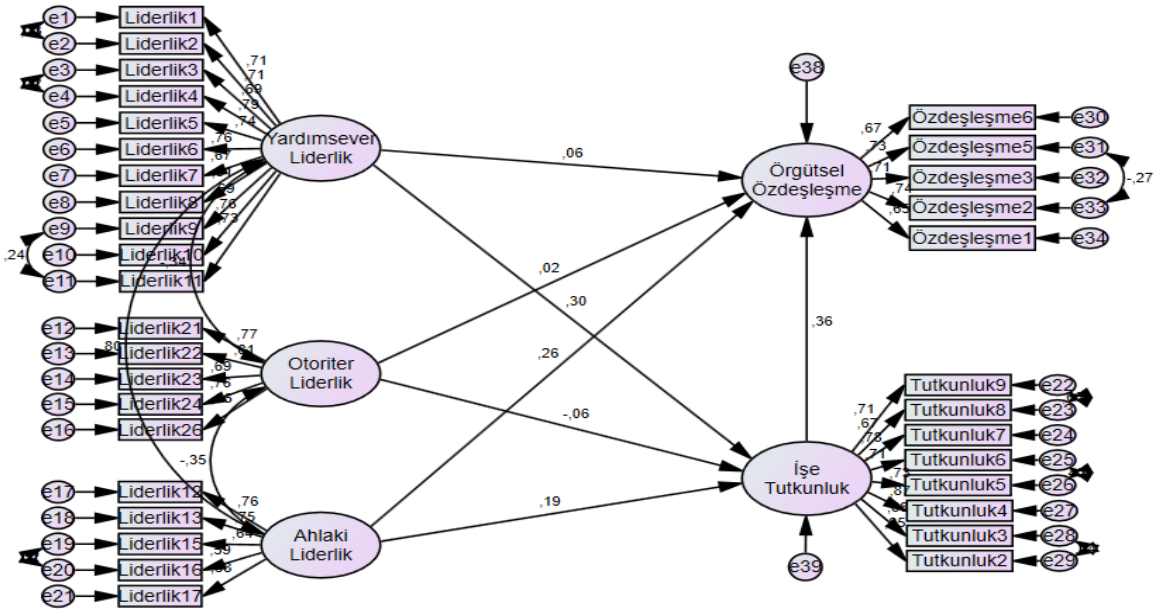 e1 Liderlik1
e2 Liderlik2
e3 Liderlik3
e4 Liderlik4
e5 Liderlik5
e6 Liderlik6
e7 Liderlik7
e8 Liderlik8
e9 Liderlik9
e10 Liderlik10
e11 Liderlik11
,24
,71
,71
,69
,79
,74
,76
,67
,76
,73
Yardımsever
Liderlik
e12 Liderlik21
e13 Liderlik22
e14 Liderlik23
e15 Liderlik24
e16 Liderlik26
,77
,69
,80
Otoriter
Liderlik
-,35
e17 Liderlik12
e18 Liderlik13
e19 Liderlik15
e20 Liderlik16
e21 Liderlik17
,76
,75
,64
Ahlaki
Liderlik
,06
,02
,30
,26
-,06
,19
,36
e38
Örgütsel
Özdeşleşme
,67
,73
,71
,74
Özdeşleşme6 e30
Özdeşleşme5 e31
Özdeşleşme3 e32
Özdeşleşme2 e33
Özdeşleşme1 e34
-,27
İşe
Tutkunluk
e39
,71
,67
,71
Tutkunluk9 e22
Tutkunluk8 e23
Tutkunluk7 e24
Tutkunluk6 e25
Tutkunluk5 e26
Tutkunluk4 e27
Tutkunluk3 e28
Tutkunluk2 e29